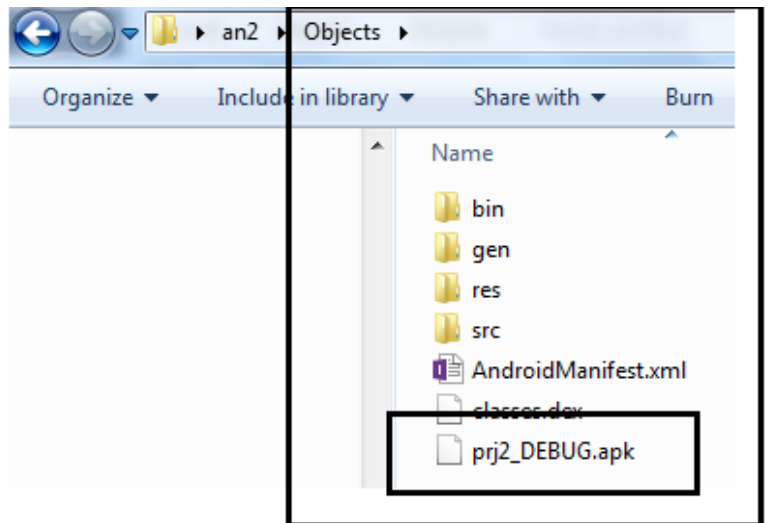 an2 Objects
Organize Include in library Share with Burn
Name
bin
gen
res
src
AndroidManifest.xml
classes.dex
prj2_DEBUG.apk